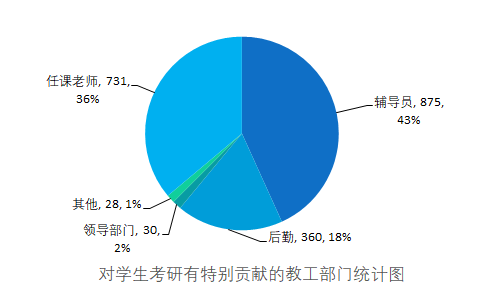 任课老师, 731,
36%
辅导员, 875,
43%
其他, 28, 1%
领导部门, 30,
2%
后勤, 360, 18%
对学生考研有特别贡献的教工部门统计图